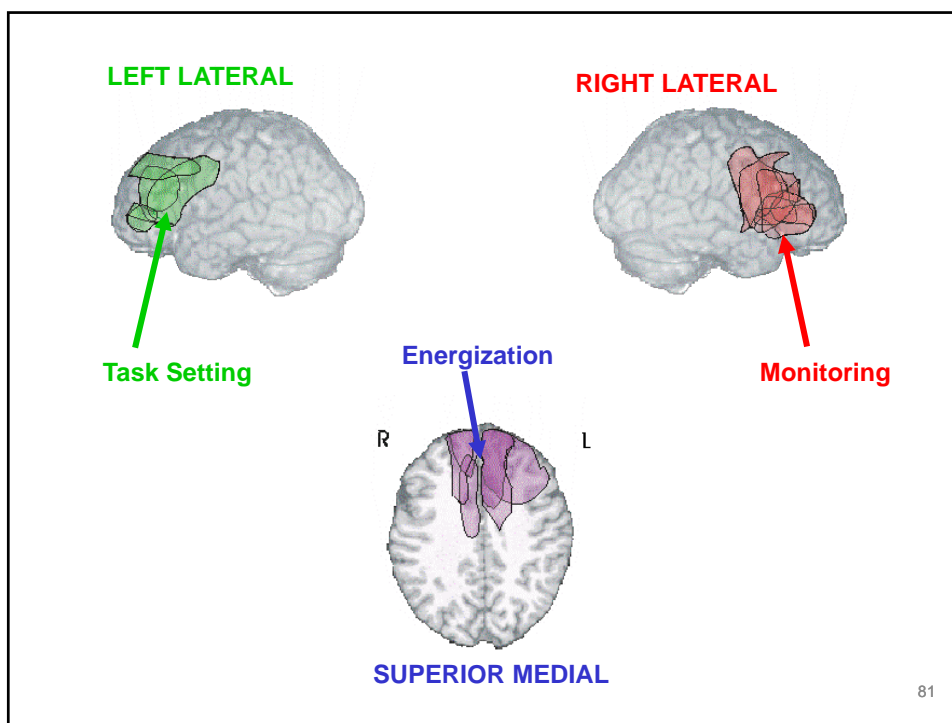 LEFT LATERAL
RIGHT LATERAL
Task Setting
Energization
Monitoring
R
L
SUPERIOR MEDIAL
81